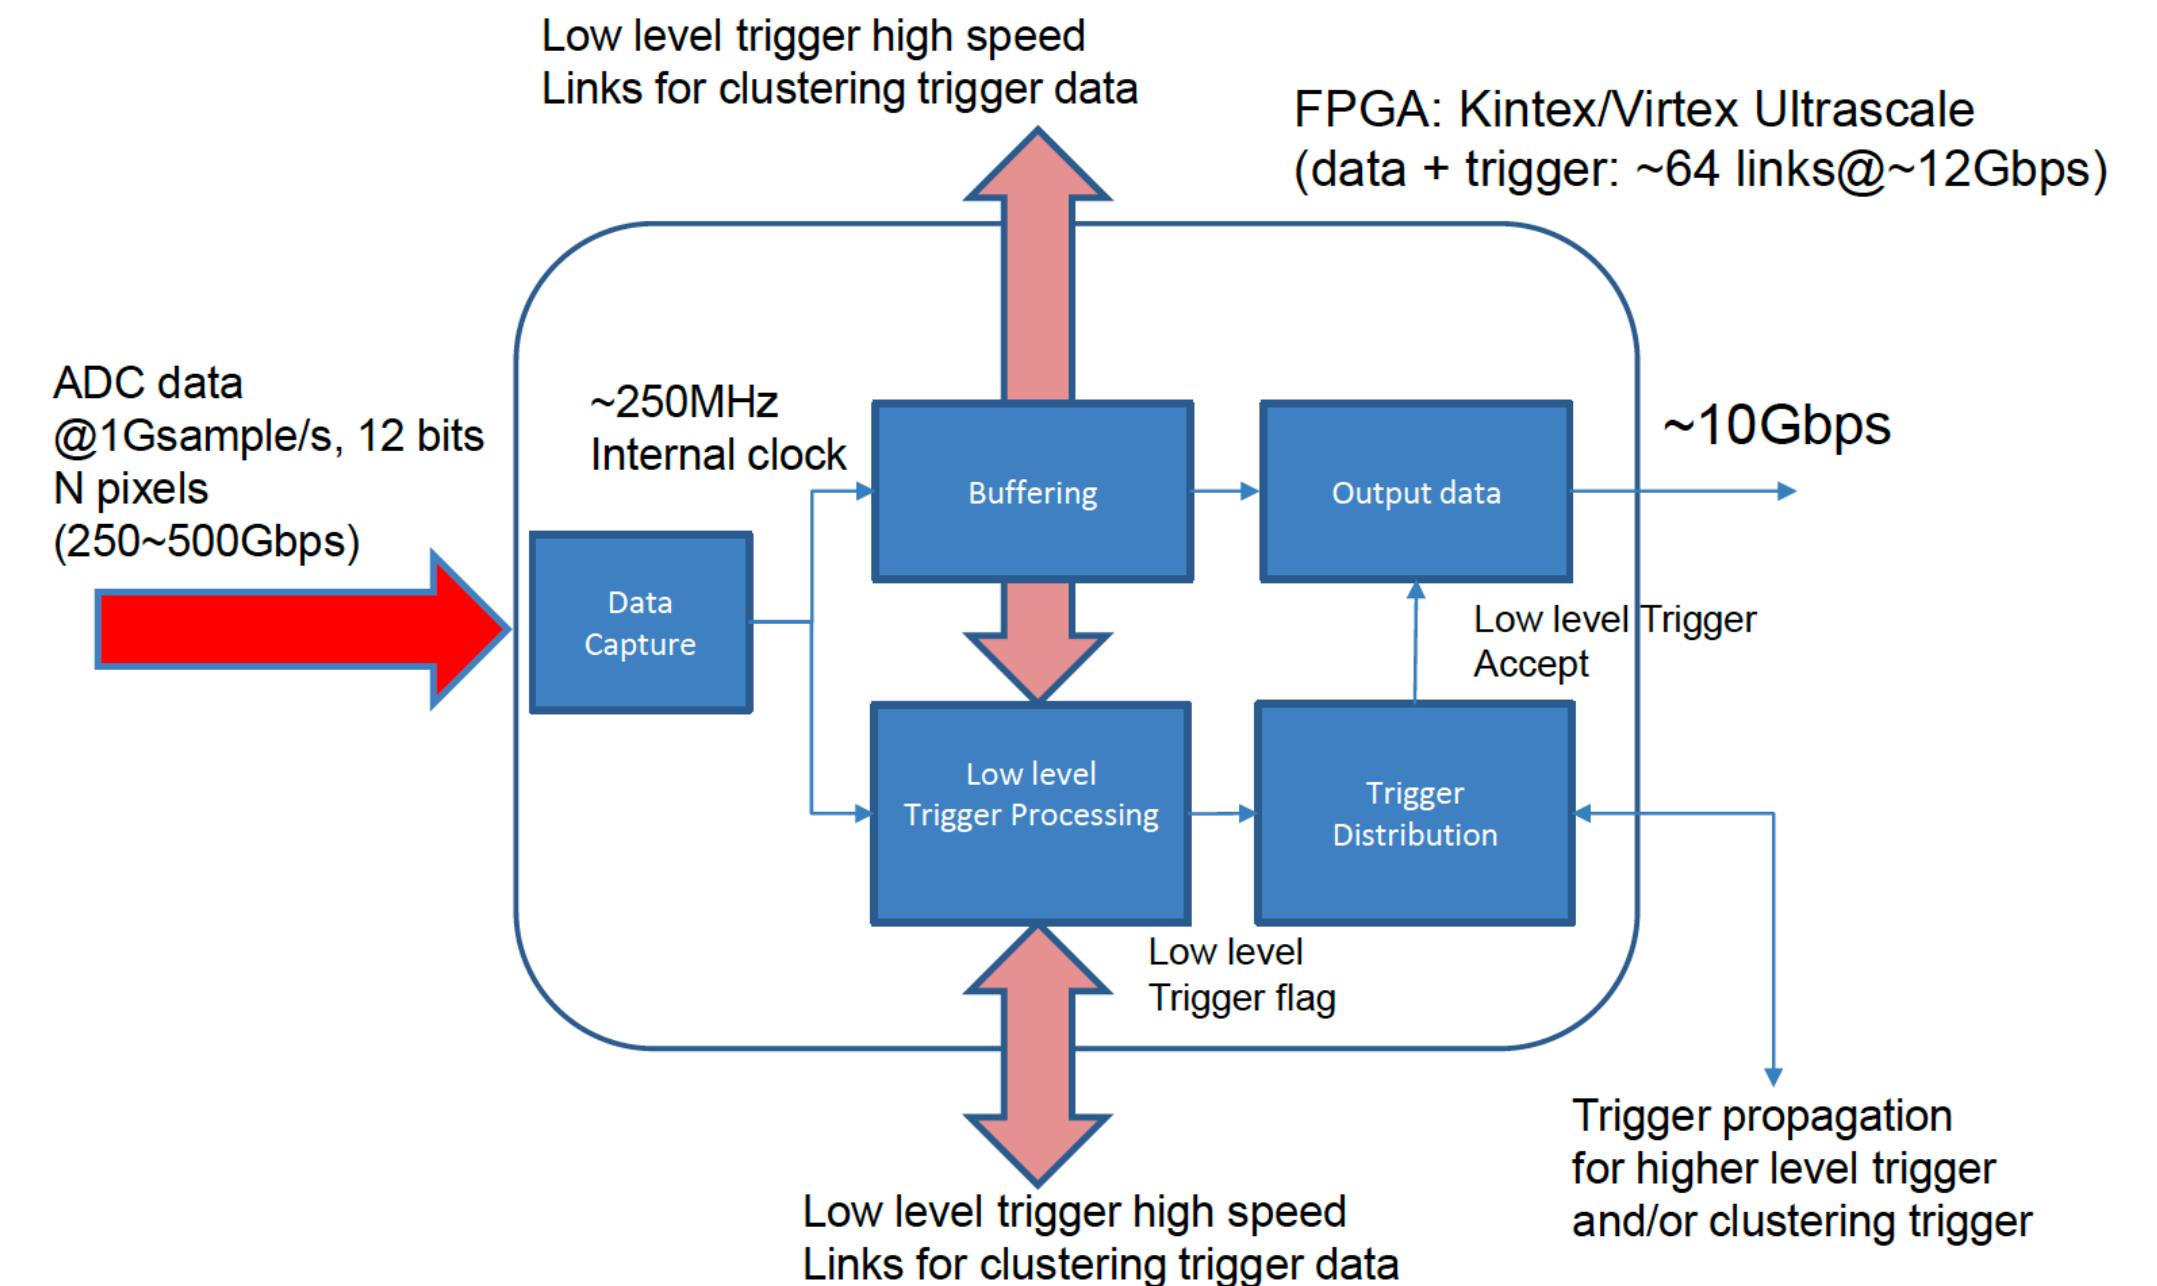 Low level trigger high speed
Links for clustering trigger data
FPGA: Kintex/Virtex Ultrascale
(data + trigger: ~64 links@~12Gbps)
ADC data
@1Gsample/s, 12 bits
N pixels
(250~500Gbps)
~250MHz
Internal clock
Data
Capture
Buffering
Output data
~10Gbps
Low level Trigger
Accept
Low level
Trigger Processing
Trigger
Distribution
Low level
Trigger flag
Trigger propagation
for higher level trigger
and/or clustering trigger
Low level trigger high speed
Links for clustering trigger data